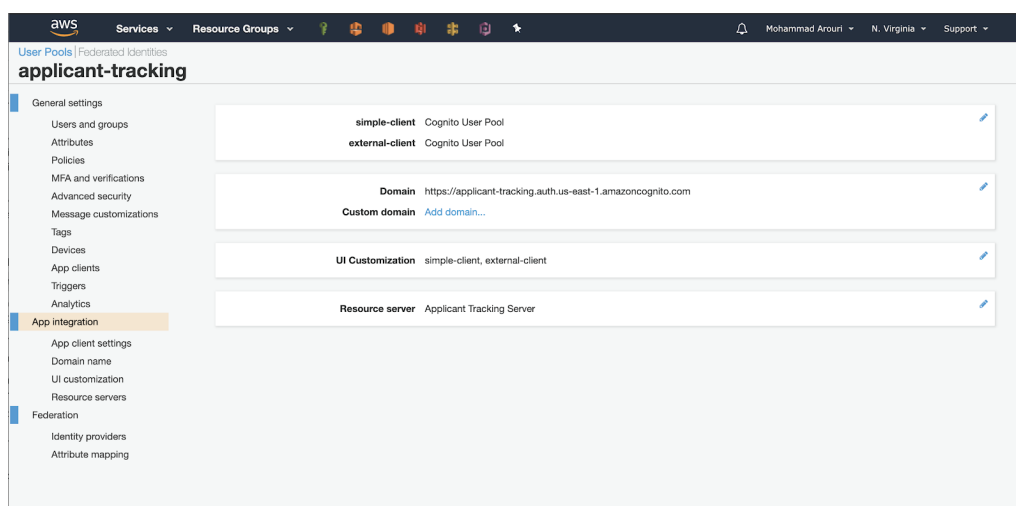 aws
Services
Resource Groups
Mohammad Arouri
N. Virginia
Support
User Pools | Federated Identities
applicant-tracking
General settings
Users and groups
Attributes
Policies
MFA and verifications
Advanced security
Message customizations
Tags
Devices
App clients
Triggers
Analytics
App integration
App client settings
Domain name
UI customization
Resource servers
Federation
Identity providers
Attribute mapping
simple-client Cognito User Pool
external-client Cognito User Pool
Domain https://applicant-tracking.auth.us-east-1.amazoncognito.com
Custom domain Add domain...
UI Customization simple-client, external-client
Resource server Applicant Tracking Server